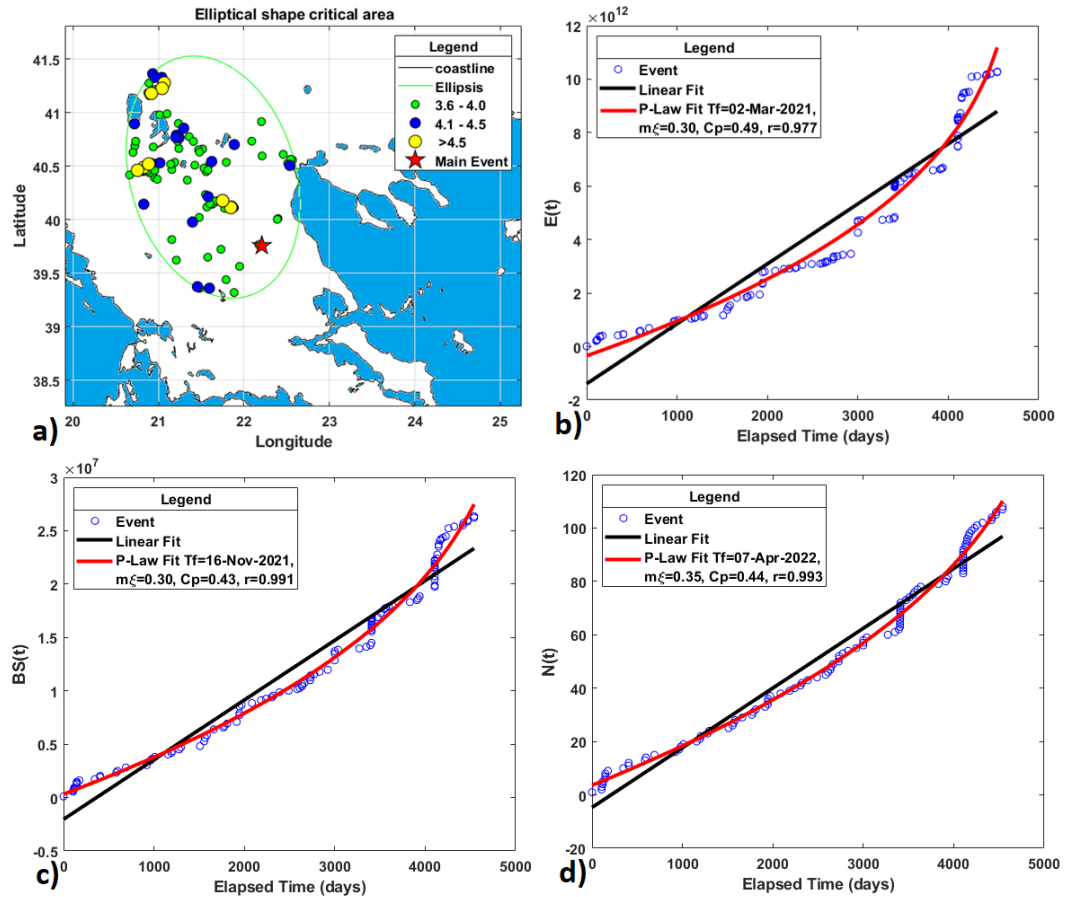 Elliptical shape critical area
Legend
coastline
Ellipsis
3.6 - 4.0
4.1 - 4.5
>4.5
Main Event
41.5
41
40.5
40
39.5
39
38.5
Latitude
20
21
22
23
24
25
Longitude
a)
×10¹²
Legend
Event
Linear Fit
P-Law Fit Tf=02-Mar-2021,
mξ=0.30, Cp=0.49, r=0.977
12
10
8
6
4
2
0
-2
E(t)
0
1000
2000
3000
4000
5000
Elapsed Time (days)
b)
×10⁷
Legend
Event
Linear Fit
P-Law Fit Tf=16-Nov-2021,
mξ=0.30, Cp=0.43, r=0.991
3
2.5
2
1.5
1
0.5
0
-0.5
BS(t)
0
1000
2000
3000
4000
5000
Elapsed Time (days)
c)
Legend
Event
Linear Fit
P-Law Fit Tf=07-Apr-2022,
mξ=0.35, Cp=0.44, r=0.993
120
100
80
60
40
20
0
-20
N(t)
0
1000
2000
3000
4000
5000
Elapsed Time (days)
d)